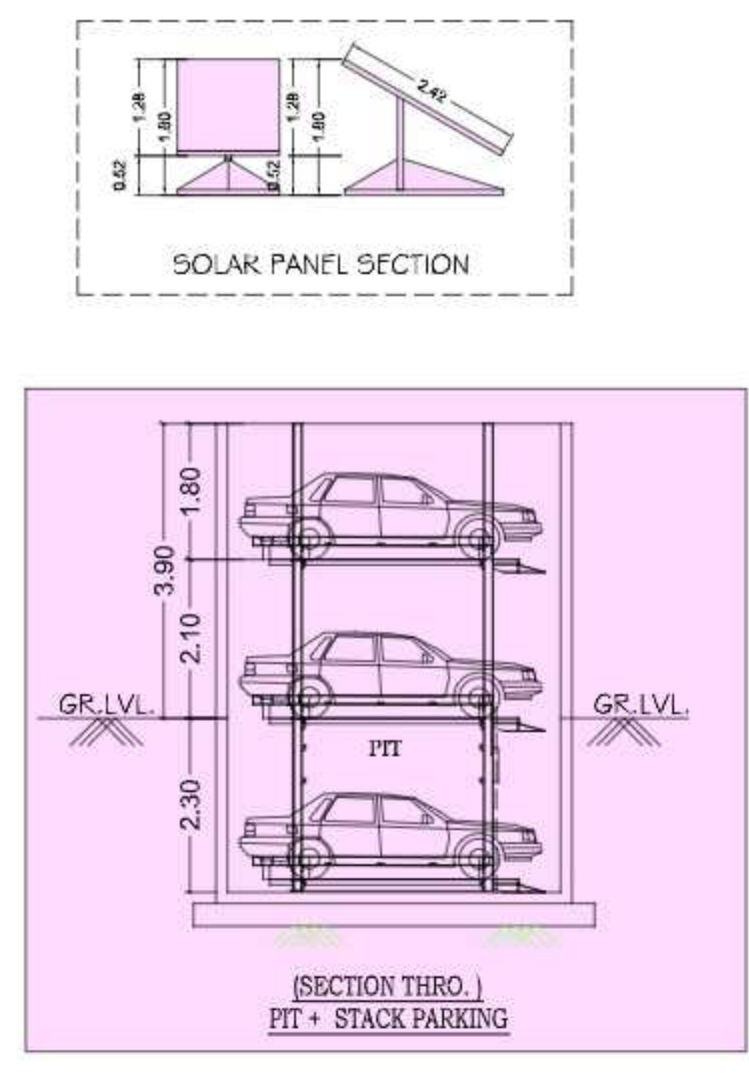 1.28
1.80
0.52
1.28
1.80
0.52
2.42
SOLAR PANEL SECTION
1.80
3.90
2.10
GR.LVL.
GR.LVL.
PIT
2.30
(SECTION THRO. )
PIT + STACK PARKING